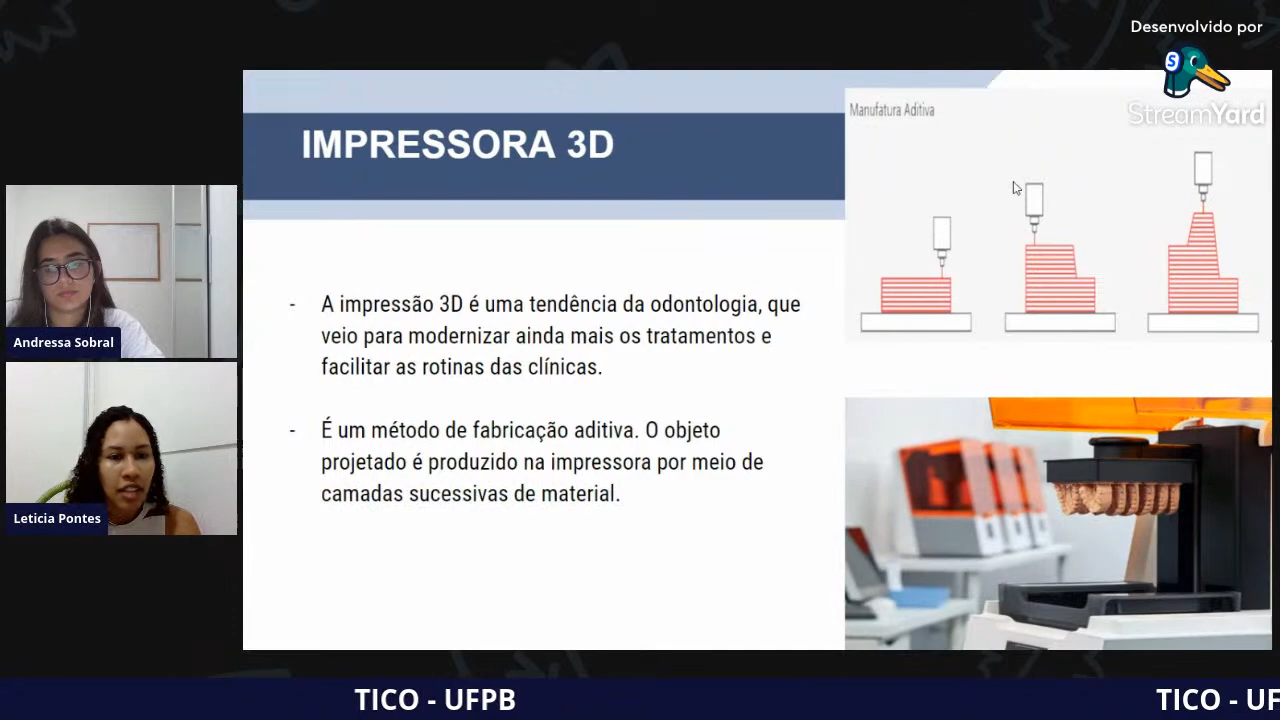 Desenvolvido por
S
StreamYard
IMPRESSORA 3D
Manufatura Aditiva
- A impressão 3D é uma tendência da odontologia, que
veio para modernizar ainda mais os tratamentos e
facilitar as rotinas das clínicas.
- É um método de fabricação aditiva. O objeto
projetado é produzido na impressora por meio de
camadas sucessivas de material.
Andressa Sobral
Leticia Pontes
TICO - UFPB
TICO - UF